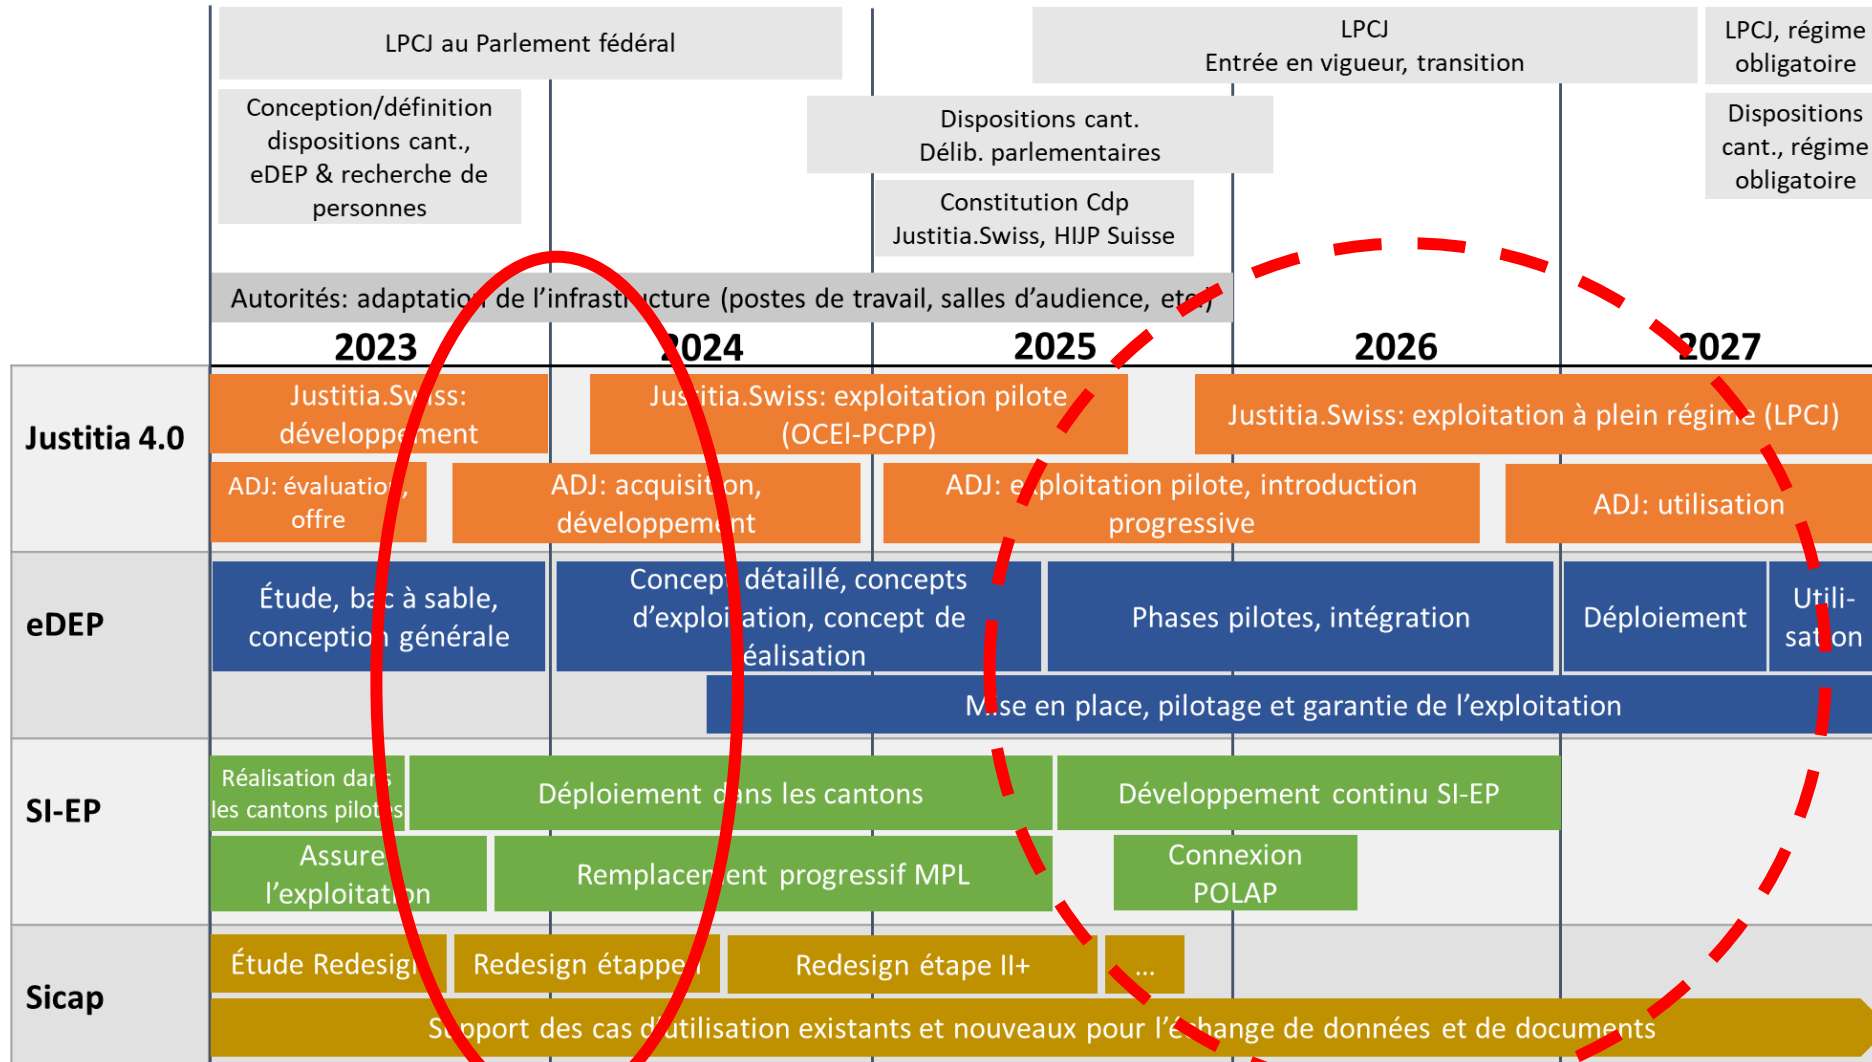 LPCJ au Parlement fédéral
LPCJ
Entrée en vigueur, transition
LPCJ, régime
obligatoire
Conception/définition
dispositions cant.,
eDEP & recherche de
personnes
Dispositions cant.
Délib. parlementaires
Dispositions
cant., régime
obligatoire
Constitution Cdp
Justitia.Swiss, HIJP Suisse
Autorités: adaptation de l'infrastructure (postes de travail, salles d'audience, etc.)
2023
2024
2025
2026
2027
Justitia 4.0
Justitia.Swiss:
développement
Justitia.Swiss: exploitation pilote
(OCEl-PCPP)
Justitia.Swiss: exploitation à plein régime (LPCJ)
ADJ: évaluation,
offre
ADJ: acquisition,
développement
ADJ: exploitation pilote, introduction
progressive
ADJ: utilisation
eDEP
Étude, bac à sable,
conception générale
Concept détaillé, concepts
d'exploitation, concept de
réalisation
Phases pilotes, intégration
Déploiement
Utili-
sation
Mise en place, pilotage et garantie de l'exploitation
SI-EP
Réalisation dans
les cantons pilotes
Déploiement dans les cantons
Développement continu SI-EP
Assure
l'exploitation
Remplacement progressif MPL
Connexion
POLAP
Sicap
Étude Redesign
Redesign étappe I
Redesign étape II+
...
Support des cas d'utilisation existants et nouveaux pour l'échange de données et de documents